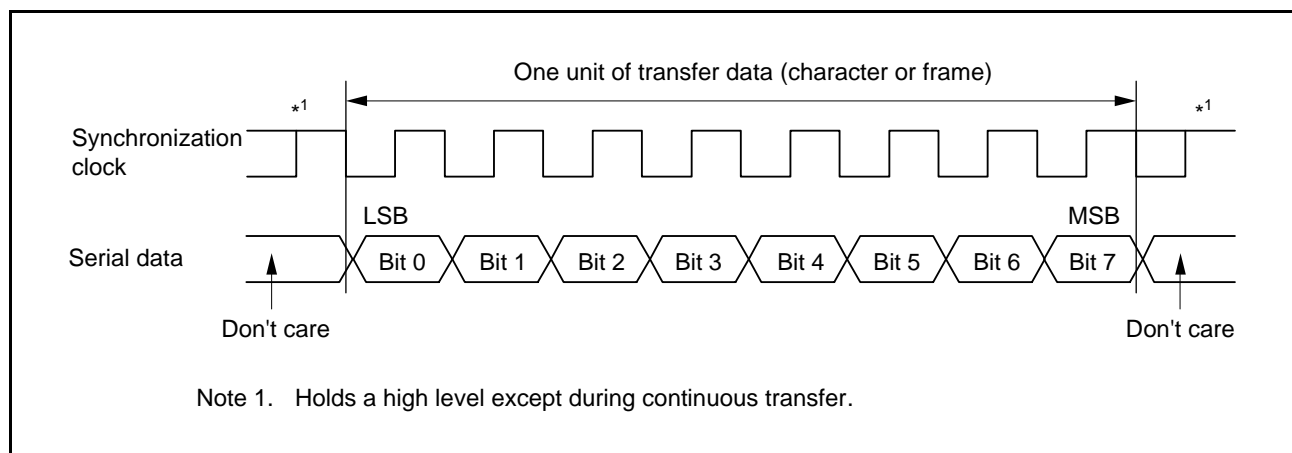 One unit of transfer data (character or frame)
*1
*1
Synchronization
clock
LSB
MSB
Serial data
Bit 0
Bit 1
Bit 2
Bit 3
Bit 4
Bit 5
Bit 6
Bit 7
Don't care
Don't care
Note 1. Holds a high level except during continuous transfer.